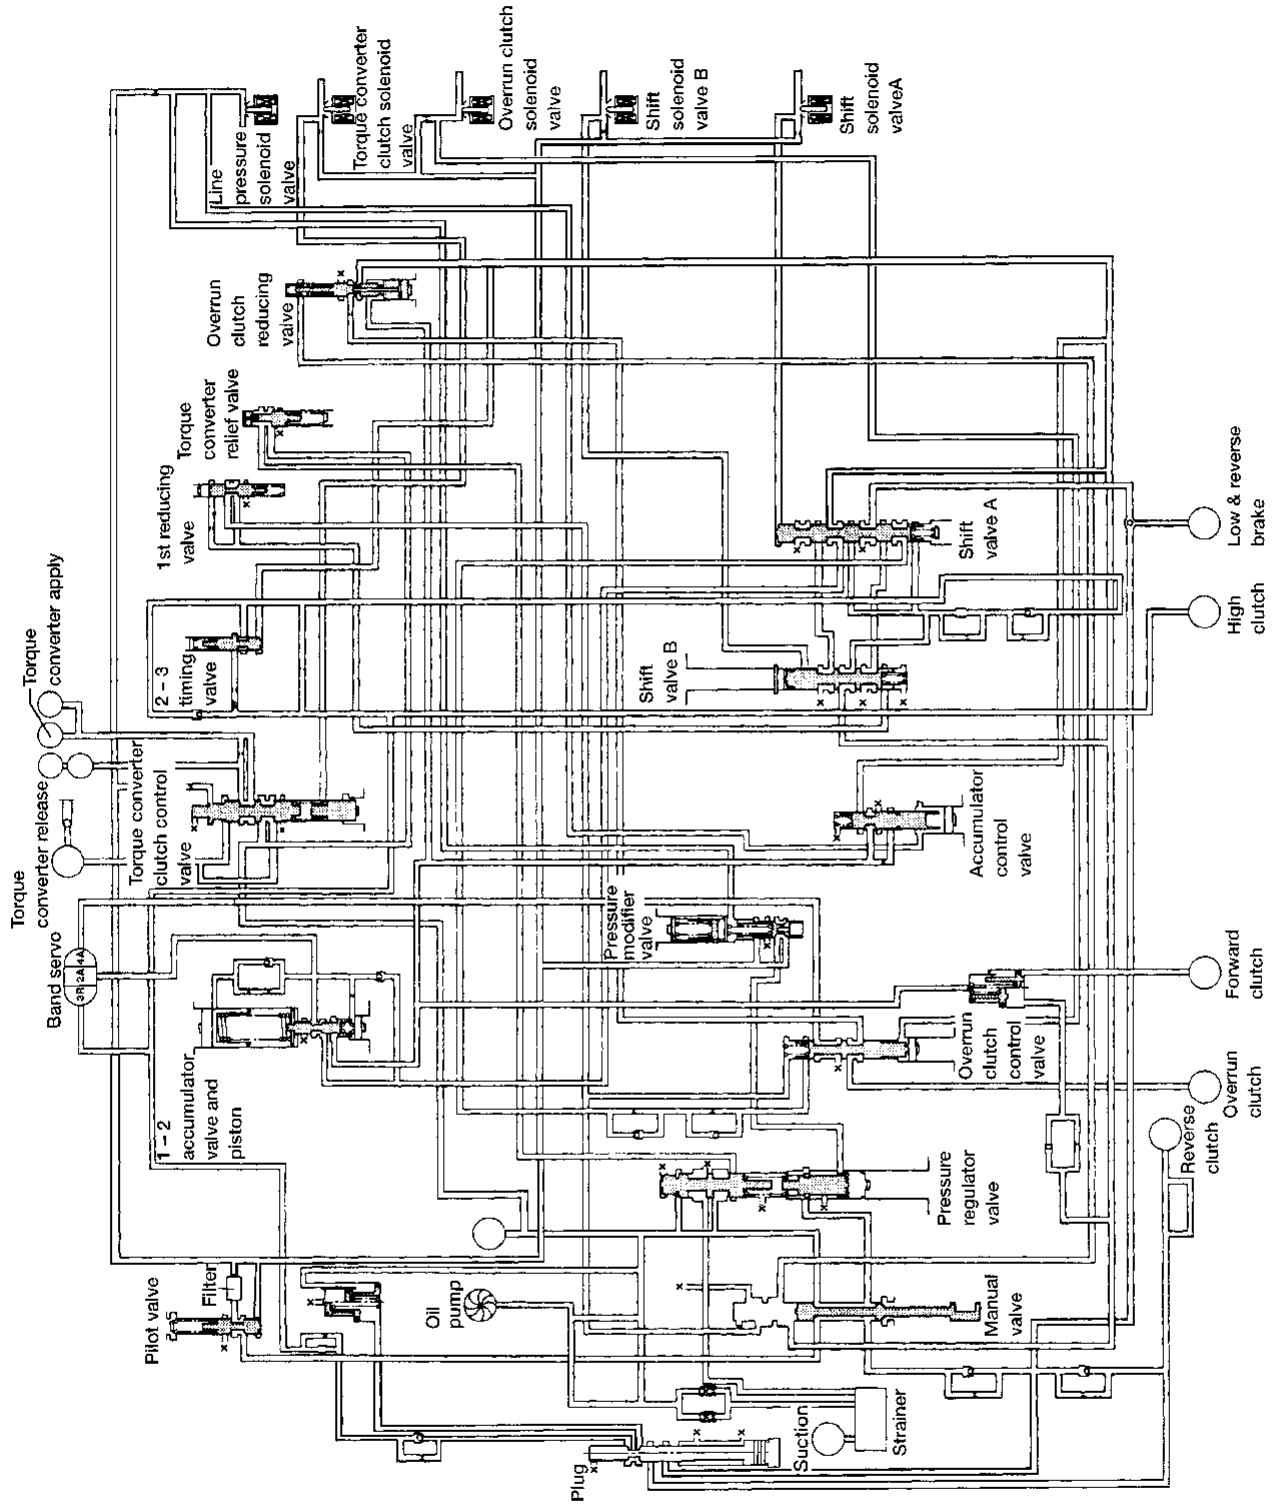 Line
pressure
solenoid
valve
Torque converter
clutch solenoid
valve
Overrun clutch
solenoid
valve
Shift
solenoid
valve B
Shift
solenoid
valveA
Overrun
clutch
reducing
valve
Torque
converter
relief valve
1st reducing
valve
Shift
valve A
Low & reverse
brake
High
clutch
Torque
converter apply
2 – 3
timing
valve
Shift
valve B
Torque
converter release
Torque converter
clutch control
valve
Accumulator
control
valve
Band servo
3R 2A 4A
Pressure
modifier
valve
Forward
clutch
1 – 2
accumulator
valve and
piston
Overrun
clutch
control
valve
Overrun
clutch
Reverse
clutch
Pressure
regulator
valve
Pilot valve
Filter
Oil
pump
Manual
valve
Suction
Strainer
Plug